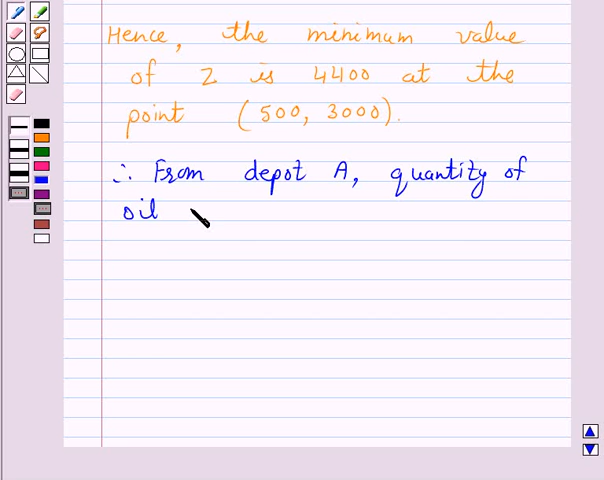 Hence, the minimum value
of Z is 4400 at the
point (500, 3000).
∴ From depot A, quantity of
oil